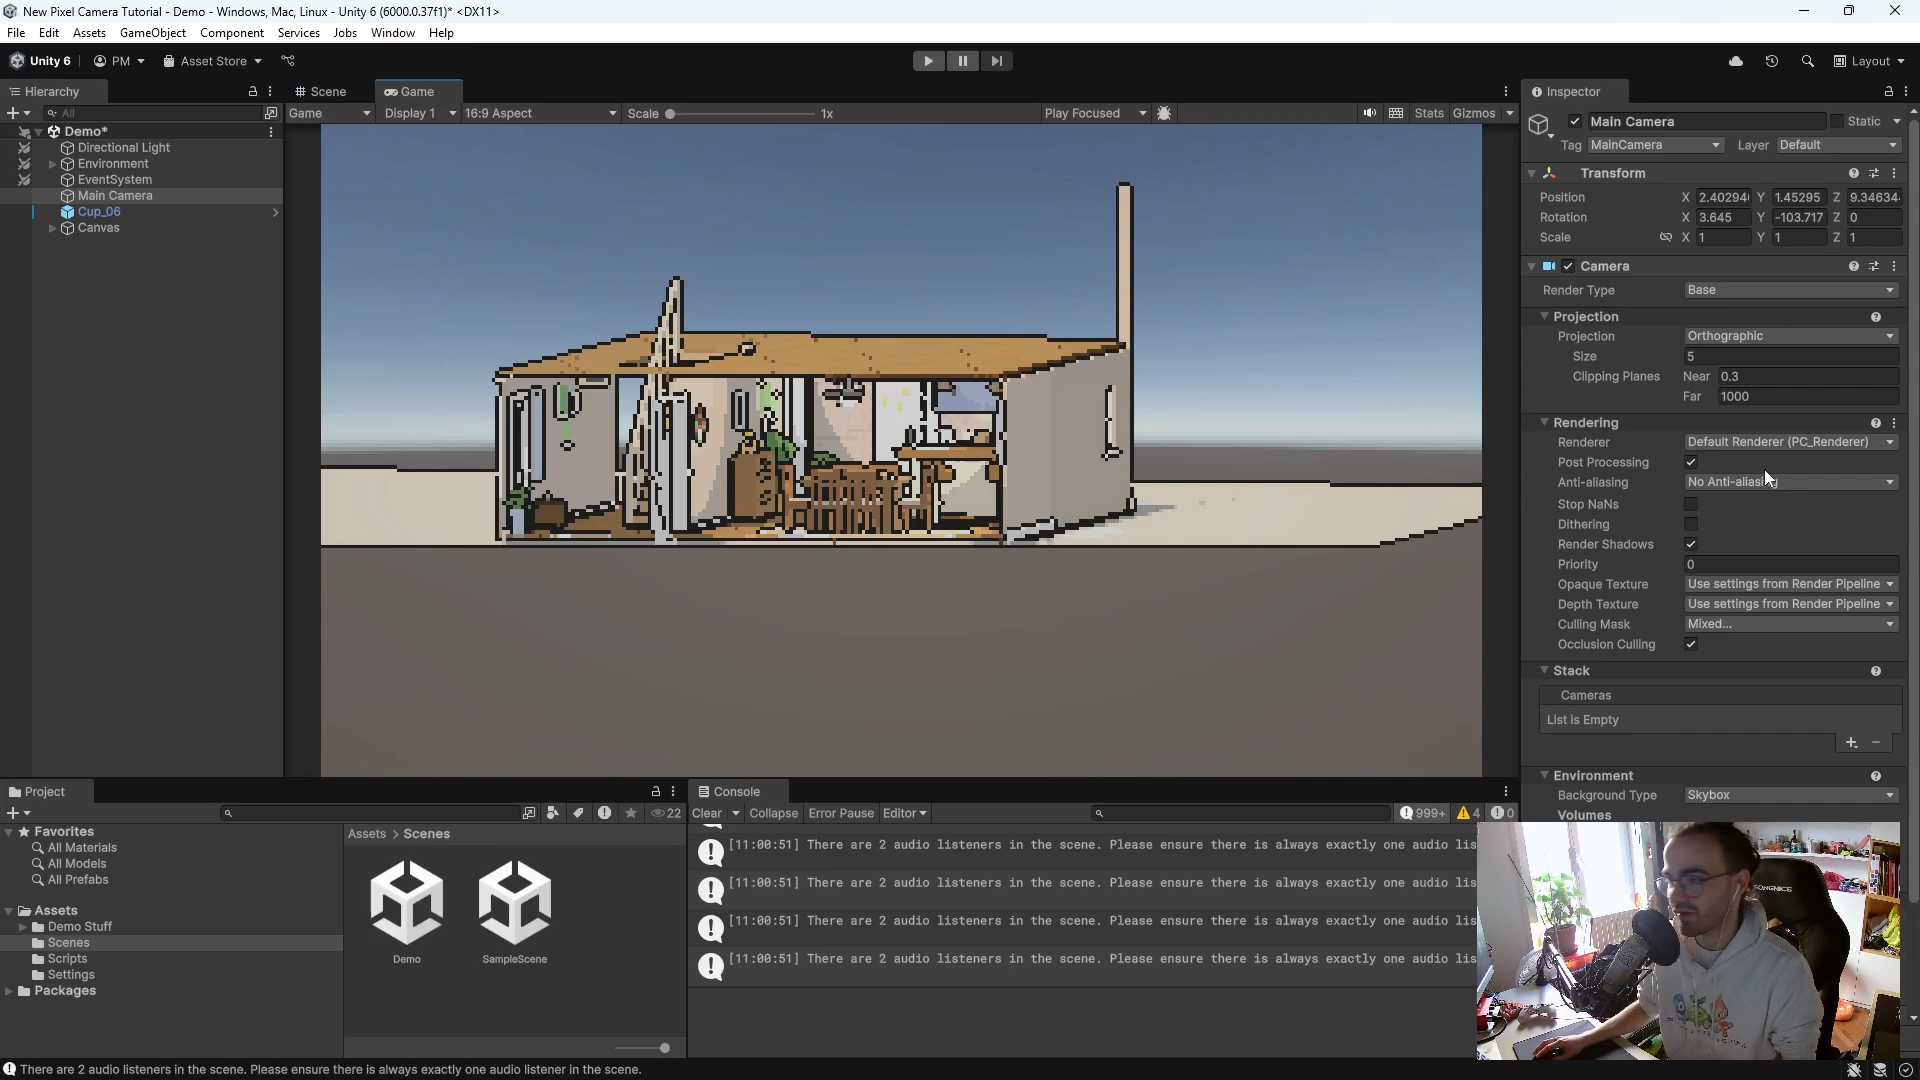 New Pixel Camera Tutorial - Demo - Windows, Mac, Linux - Unity 6 (6000.0.37f1)* <DX11>
File Edit Assets GameObject Component Services Jobs Window Help
Unity 6 PM Asset Store Layout
Hierarchy
All
Demo*
Directional Light
Environment
EventSystem
Main Camera
Cup_06
Canvas
Scene Game
Game Display 1 16:9 Aspect Scale 1x Play Focused Stats Gizmos
Inspector
Main Camera Static
Tag MainCamera Layer Default
Transform
Position X 2.40294 Y 1.45295 Z 9.34634
Rotation X 3.645 Y -103.717 Z 0
Scale X 1 Y 1 Z 1
Camera
Render Type Base
Projection
Projection Orthographic
Size 5
Clipping Planes Near 0.3
Far 1000
Rendering
Renderer Default Renderer (PC_Renderer)
Post Processing
Anti-aliasing No Anti-aliasing
Stop NaNs
Dithering
Render Shadows
Priority 0
Opaque Texture Use settings from Render Pipeline
Depth Texture Use settings from Render Pipeline
Culling Mask Mixed...
Occlusion Culling
Stack
Cameras
List is Empty
Environment
Background Type Skybox
Volumes
Project
22
Favorites
All Materials
All Models
All Prefabs
Assets
Demo Stuff
Scenes
Scripts
Settings
Packages
Assets > Scenes
Demo SampleScene
Console
Clear Collapse Error Pause Editor 999+ 4 0
[11:00:51] There are 2 audio listeners in the scene. Please ensure there is always exactly one audio lis
[11:00:51] There are 2 audio listeners in the scene. Please ensure there is always exactly one audio lis
[11:00:51] There are 2 audio listeners in the scene. Please ensure there is always exactly one audio lis
[11:00:51] There are 2 audio listeners in the scene. Please ensure there is always exactly one audio lis
There are 2 audio listeners in the scene. Please ensure there is always exactly one audio listener in the scene.